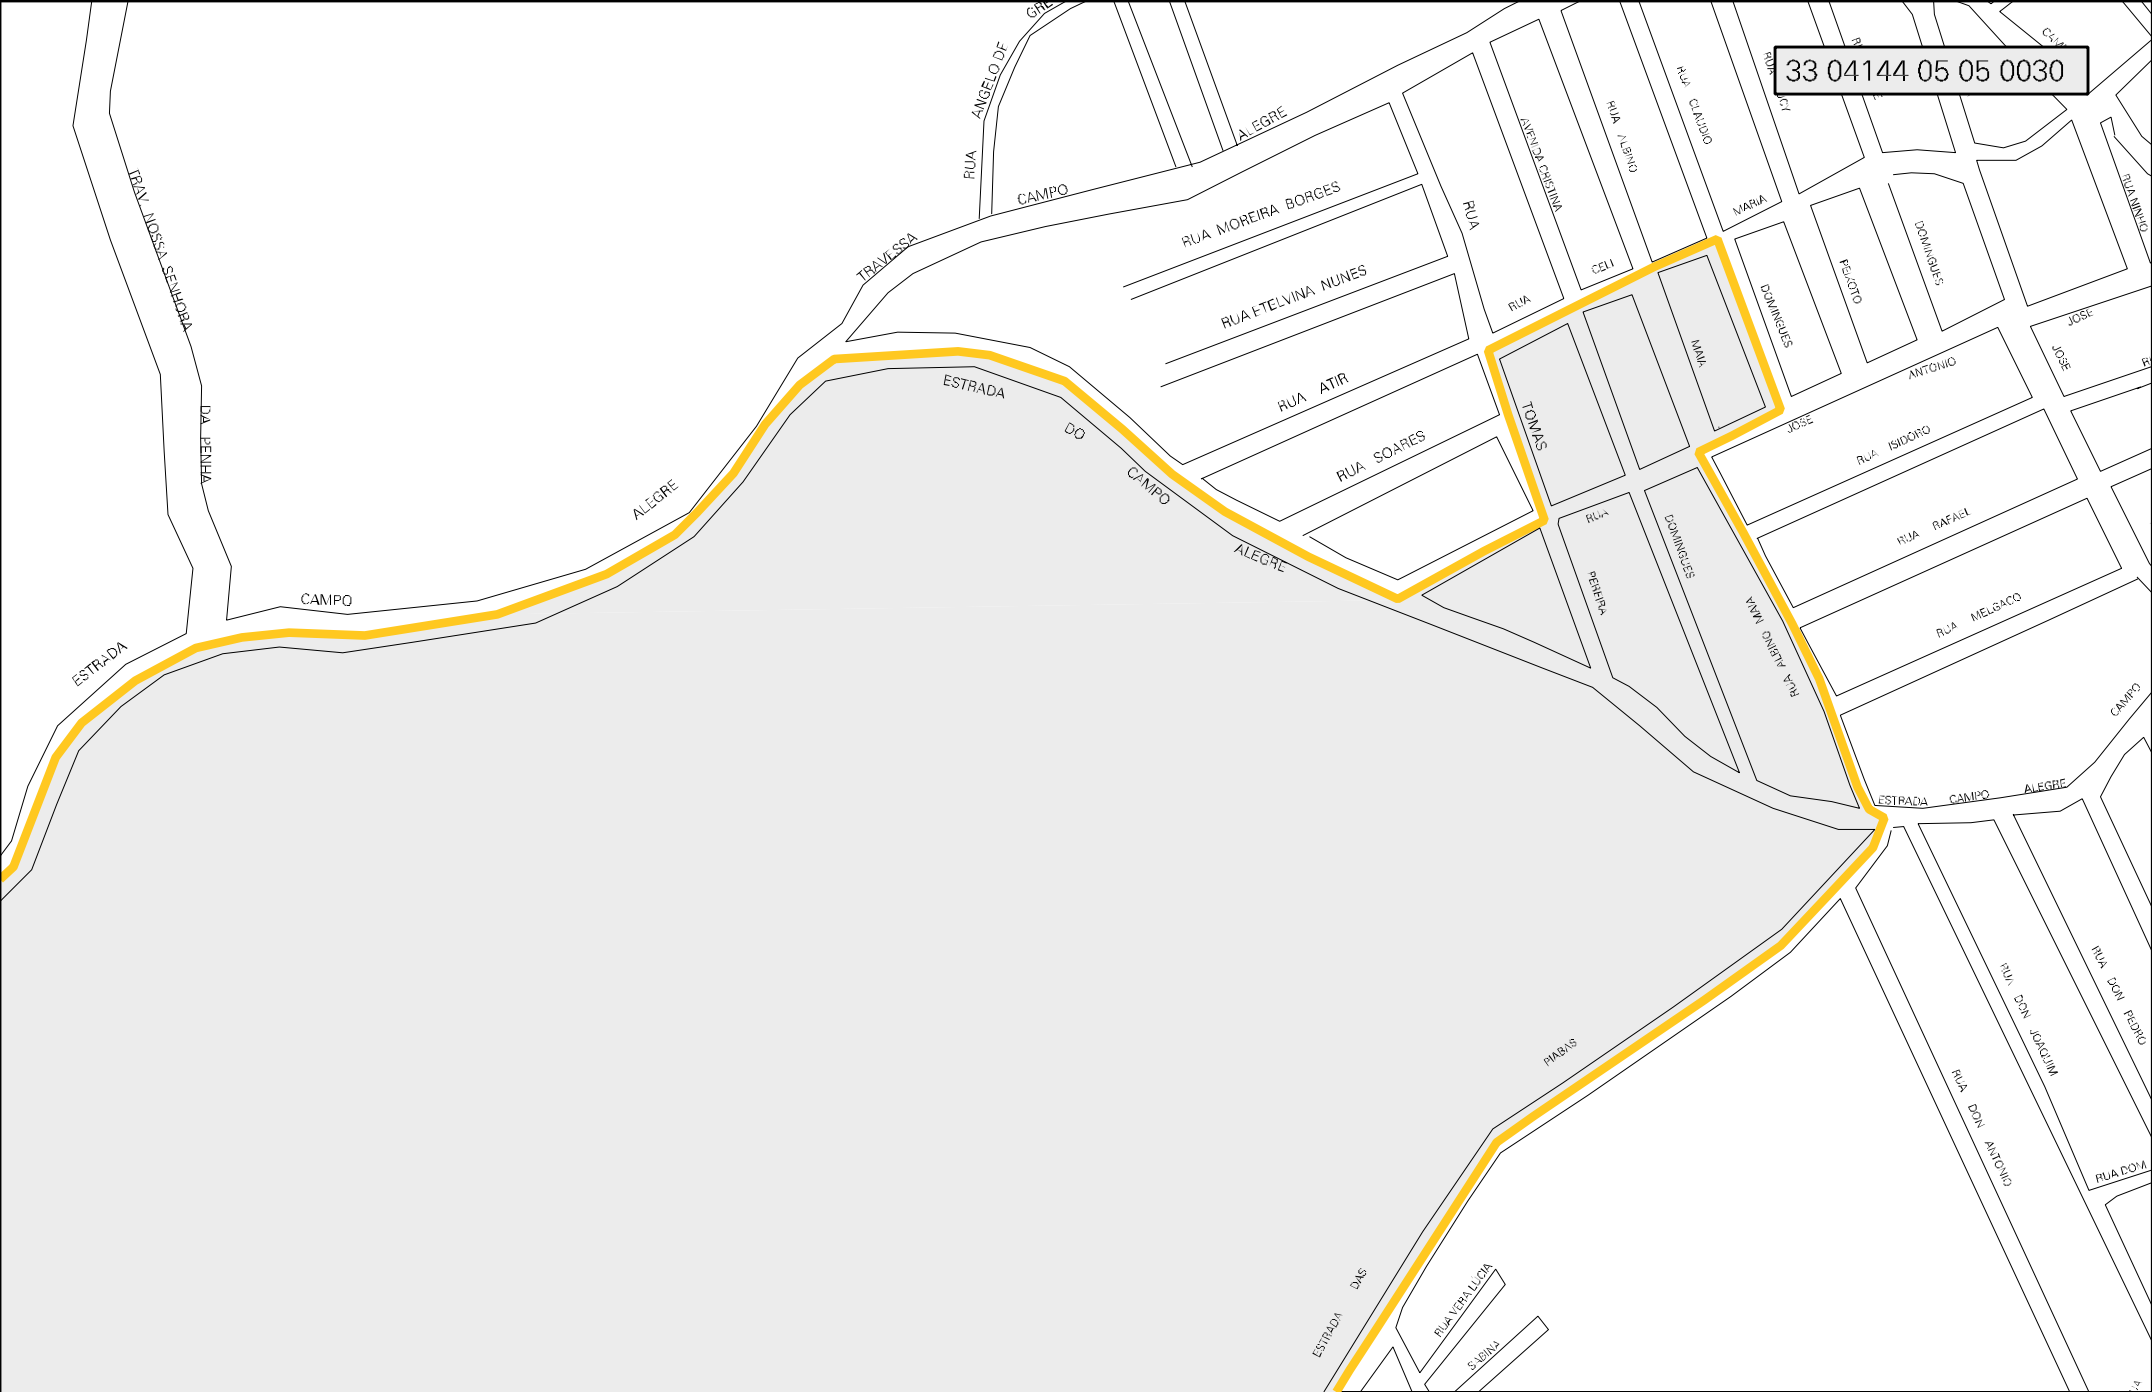 33 04144 05 05 0030
ANGELO DE
RUA
CAMPO
ALEGRE
TRAVESSA
TRAV. NOSSA SENHORA
DA PENHA
RUA MOREIRA BORGES
RUA ETELVINA NUNES
RUA ATIR
RUA SOARES
RUA
TOMAS
PEREIRA
AVENIDA CRISTINA
RUA ALBINO
MAIA
RUA CLAUDIO
DOMINGUES
RUA
CELI
MARIA
PEIXOTO
DOMINGUES
RUA NINHO
JOSE
JOSE
RUA
JOSE
ANTONIO
DOMINGUES
RUA ISIDORO
RUA RAFAEL
RUA MELGACO
RUA ALBINO MAIA
ESTRADA
DO
CAMPO
ALEGRE
ESTRADA
CAMPO
ALEGRE
ESTRADA
CAMPO
ALEGRE
CAMPO
RUA DON PEDRO
RUA DON JOAQUIM
RUA DON ANTONIO
RUA DOM
ESTRADA
DAS
PIABAS
RUA VERA LUCIA
SABINA